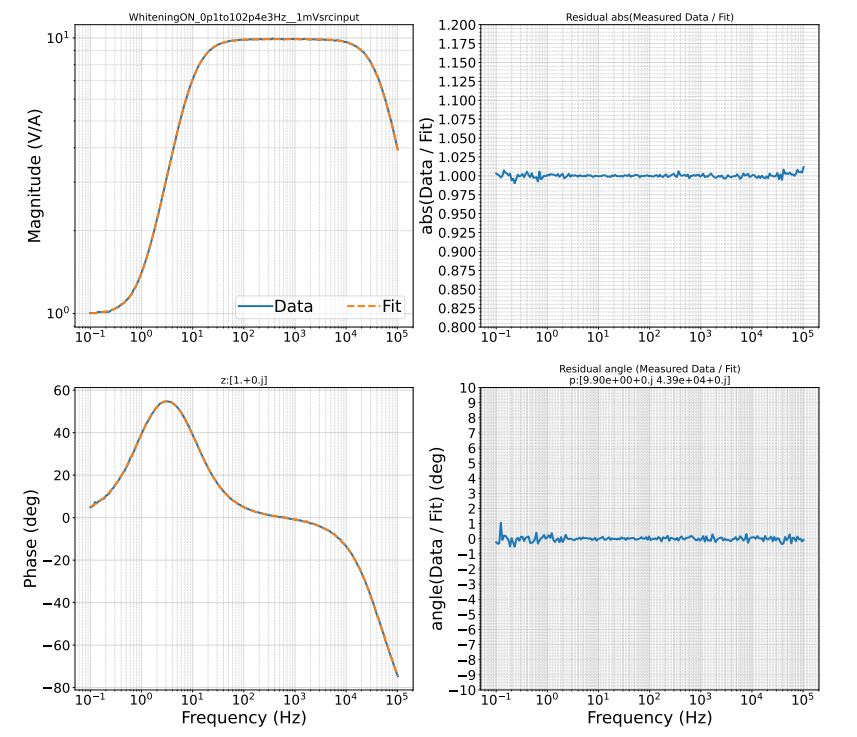 WhiteningON_0p1to102p4e3Hz__1mVsrcinput
Magnitude (V/A)
10¹
10⁰
10⁻¹ 10⁰ 10¹ 10² 10³ 10⁴ 10⁵
Data
Fit
Residual abs(Measured Data / Fit)
abs(Data / Fit)
1.200
1.175
1.150
1.125
1.100
1.075
1.050
1.025
1.000
0.975
0.950
0.925
0.900
0.875
0.850
0.825
0.800
10⁻¹ 10⁰ 10¹ 10² 10³ 10⁴ 10⁵
z:[1.+0.j]
Phase (deg)
60
40
20
0
−20
−40
−60
−80
10⁻¹ 10⁰ 10¹ 10² 10³ 10⁴ 10⁵
Frequency (Hz)
Residual angle (Measured Data / Fit)
p:[9.90e+00+0.j 4.39e+04+0.j]
angle(Data / Fit) (deg)
10
9
8
7
6
5
4
3
2
1
0
−1
−2
−3
−4
−5
−6
−7
−8
−9
−10
10⁻¹ 10⁰ 10¹ 10² 10³ 10⁴ 10⁵
Frequency (Hz)